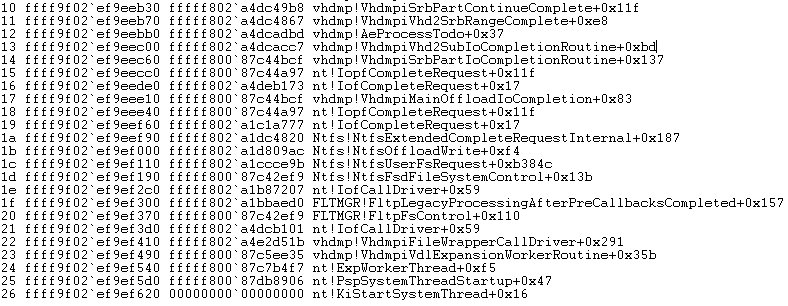 10 ffff9f02`ef9eeb30 fffff802`a4dc49b8 vhdmp!VhdmpiSrbPartContinueComplete+0x11f
11 ffff9f02`ef9eeb70 fffff802`a4dc4867 vhdmp!VhdmpiVhd2SrbRangeComplete+0xe8
12 ffff9f02`ef9eebb0 fffff802`a4dcadbd vhdmp!AeProcessTodo+0x37
13 ffff9f02`ef9eec00 fffff802`a4dcacc7 vhdmp!VhdmpiVhd2SubIoCompletionRoutine+0xbd
14 ffff9f02`ef9eec60 fffff800`87c44bcf vhdmp!VhdmpiSrbPartIoCompletionRoutine+0x137
15 ffff9f02`ef9eecc0 fffff800`87c44a97 nt!IopfCompleteRequest+0x11f
16 ffff9f02`ef9eede0 fffff802`a4deb173 nt!IofCompleteRequest+0x17
17 ffff9f02`ef9eee10 fffff800`87c44bcf vhdmp!VhdmpiMainOffloadIoCompletion+0x83
18 ffff9f02`ef9eee40 fffff800`87c44a97 nt!IopfCompleteRequest+0x11f
19 ffff9f02`ef9eef60 fffff802`a1c1a777 nt!IofCompleteRequest+0x17
1a ffff9f02`ef9eef90 fffff802`a1dc4820 Ntfs!NtfsExtendedCompleteRequestInternal+0x187
1b ffff9f02`ef9ef000 fffff802`a1d809ac Ntfs!NtfsOffloadWrite+0xf4
1c ffff9f02`ef9ef110 fffff802`a1ccce9b Ntfs!NtfsUserFsRequest+0xb384c
1d ffff9f02`ef9ef190 fffff800`87c42ef9 Ntfs!NtfsFsdFileSystemControl+0x13b
1e ffff9f02`ef9ef2c0 fffff802`a1b87207 nt!IofCallDriver+0x59
1f ffff9f02`ef9ef300 fffff802`a1bbaed0 FLTMGR!FltpLegacyProcessingAfterPreCallbacksCompleted+0x157
20 ffff9f02`ef9ef370 fffff800`87c42ef9 FLTMGR!FltpFsControl+0x110
21 ffff9f02`ef9ef3d0 fffff802`a4dcb101 nt!IofCallDriver+0x59
22 ffff9f02`ef9ef410 fffff802`a4e2d51b vhdmp!VhdmpiFileWrapperCallDriver+0x291
23 ffff9f02`ef9ef490 fffff800`87c5ee35 vhdmp!VhdmpiVdlExpansionWorkerRoutine+0x35b
24 ffff9f02`ef9ef540 fffff800`87c7b4f7 nt!ExpWorkerThread+0xf5
25 ffff9f02`ef9ef5d0 fffff800`87db8906 nt!PspSystemThreadStartup+0x47
26 ffff9f02`ef9ef620 00000000`00000000 nt!KiStartSystemThread+0x16